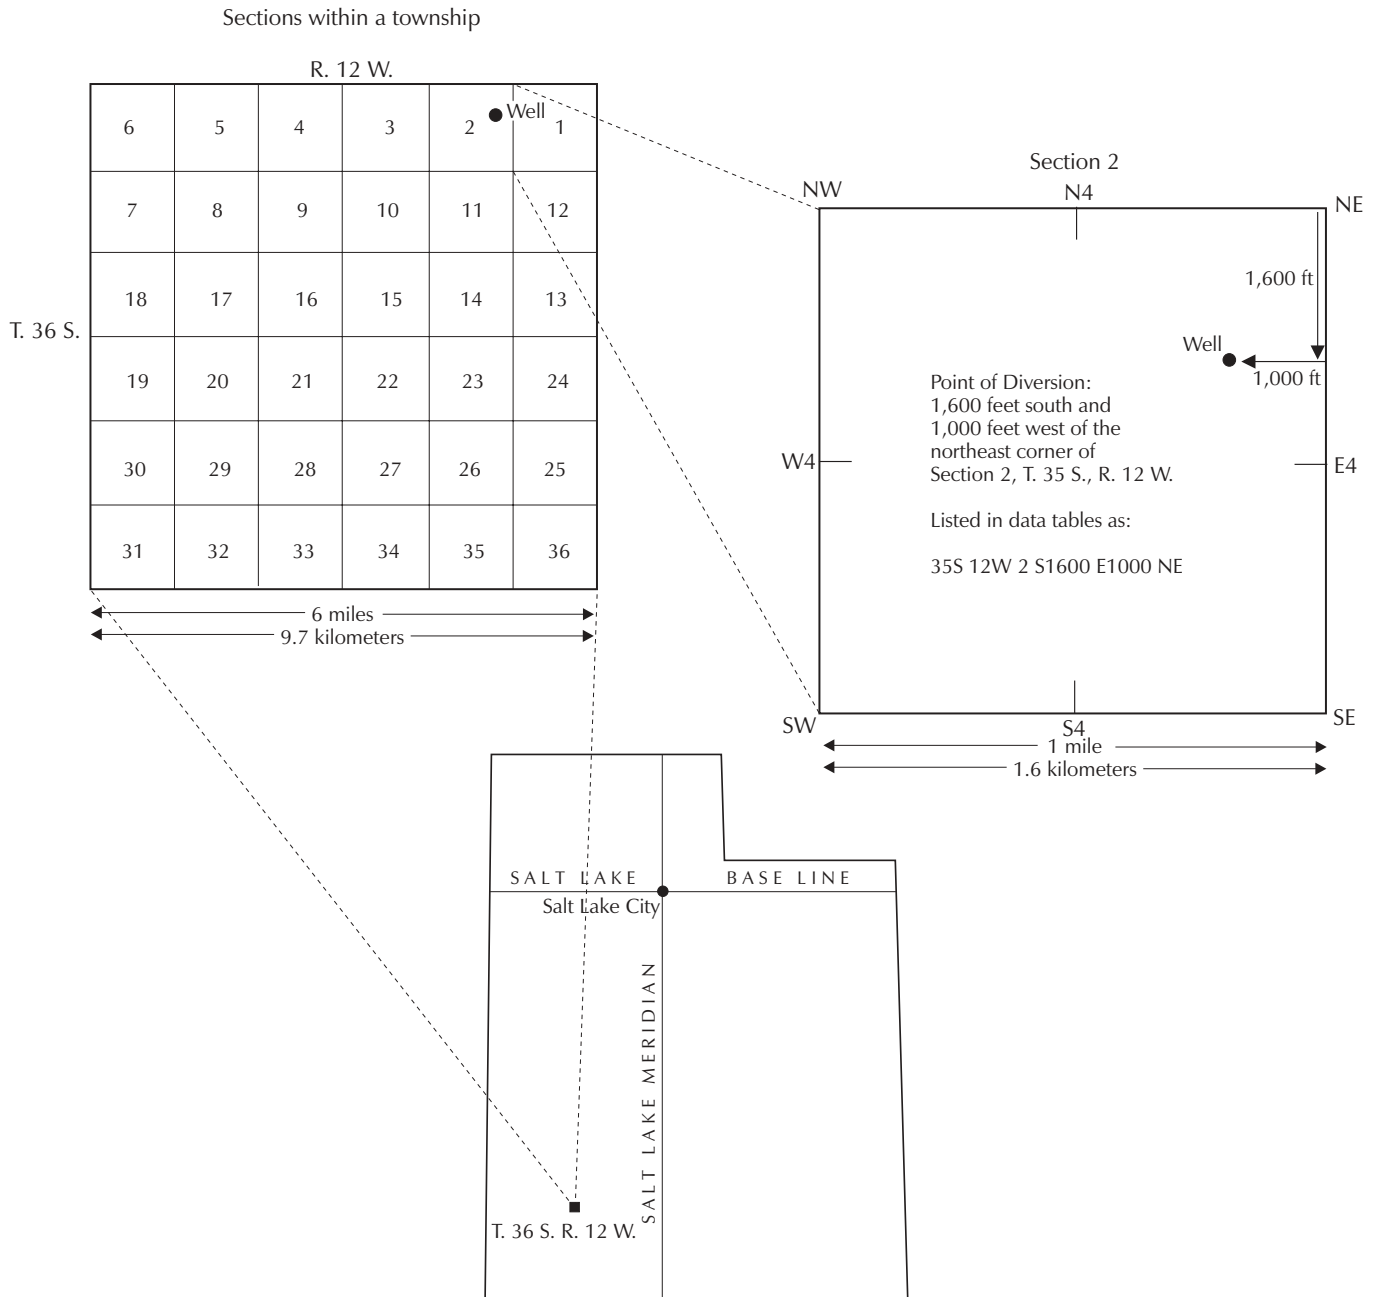 Sections within a township
R. 12 W.
Well
6 5 4 3 2 1
7 8 9 10 11 12
18 17 16 15 14 13
T. 36 S.
19 20 21 22 23 24
30 29 28 27 26 25
31 32 33 34 35 36
6 miles
9.7 kilometers
Section 2
NW
N4
NE
1,600 ft
Well
1,000 ft
Point of Diversion:
1,600 feet south and
1,000 feet west of the
northeast corner of
Section 2, T. 35 S., R. 12 W.
Listed in data tables as:
35S 12W 2 S1600 E1000 NE
W4
E4
SW
S4
SE
1 mile
1.6 kilometers
SALT LAKE BASE LINE
Salt Lake City
SALT LAKE MERIDIAN
T. 36 S. R. 12 W.